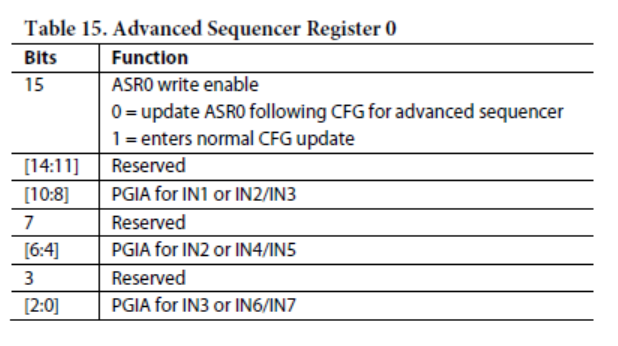 Table 15. Advanced Sequencer Register 0
Bits Function
15 ASR0 write enable
0 = update ASR0 following CFG for advanced sequencer
1 = enters normal CFG update
[14:11] Reserved
[10:8] PGIA for IN1 or IN2/IN3
7 Reserved
[6:4] PGIA for IN2 or IN4/IN5
3 Reserved
[2:0] PGIA for IN3 or IN6/IN7